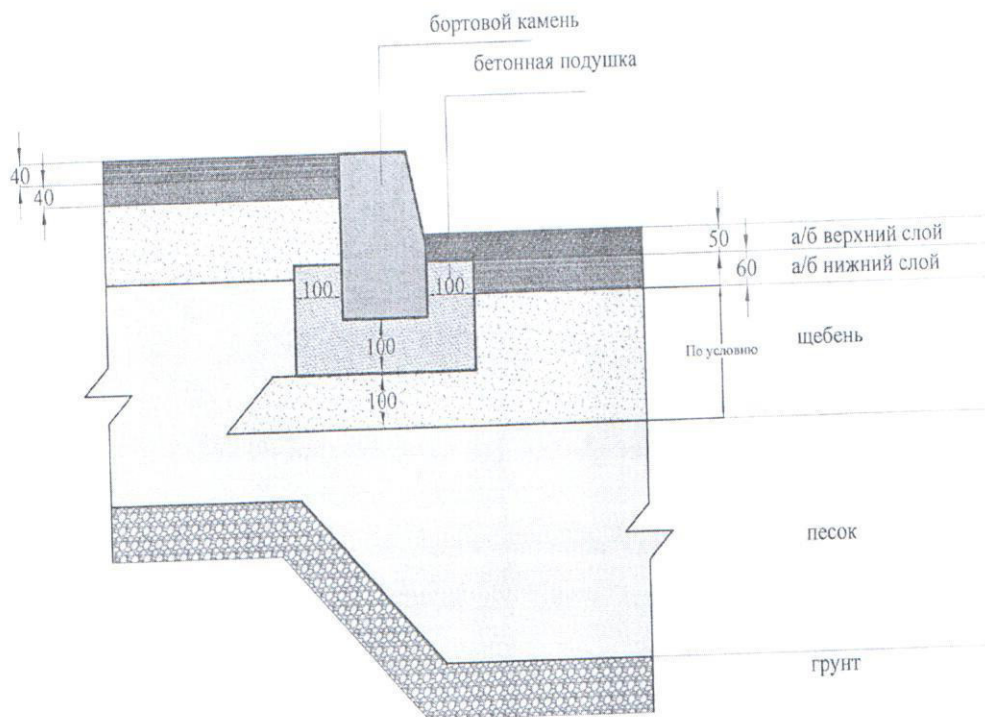 бортовой камень
бетонная подушка
40
40
50 а/б верхний слой
60 а/б нижний слой
100 100
щебень
По условию
100
100
песок
грунт